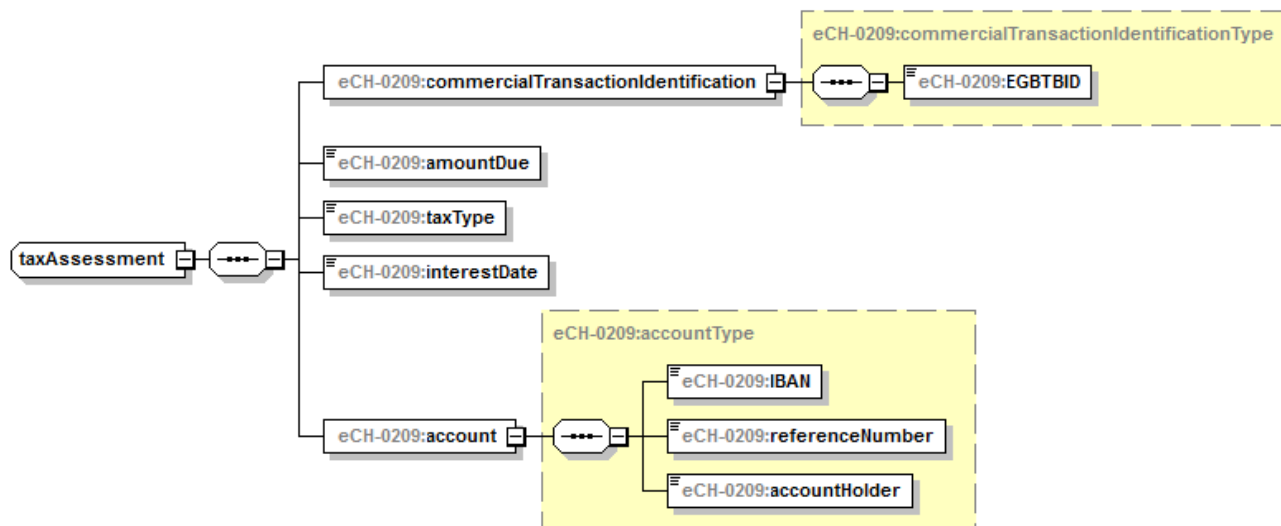 eCH-0209:commercialTransactionIdentificationType
eCH-0209:commercialTransactionIdentification
eCH-0209:EGBTBID
eCH-0209:amountDue
eCH-0209:taxType
taxAssessment
eCH-0209:interestDate
eCH-0209:accountType
eCH-0209:IBAN
eCH-0209:account
eCH-0209:referenceNumber
eCH-0209:accountHolder